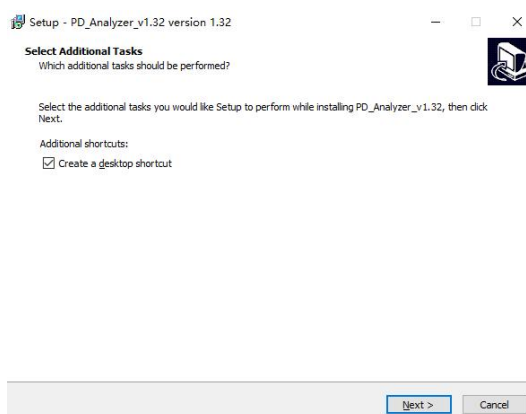 Setup - PD_Analyzer_v1.32 version 1.32
Select Additional Tasks
Which additional tasks should be performed?
Select the additional tasks you would like Setup to perform while installing PD_Analyzer_v1.32, then click
Next.
Additional shortcuts:
Create a desktop shortcut
Next >
Cancel